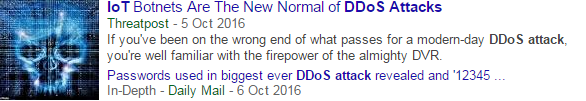 IoT Botnets Are The New Normal of DDoS Attacks
Threatpost - 5 Oct 2016
If you've been on the wrong end of what passes for a modern-day DDoS attack,
you're well familiar with the firepower of the almighty DVR.
Passwords used in biggest ever DDoS attack revealed and '12345 ...
In-Depth - Daily Mail - 6 Oct 2016